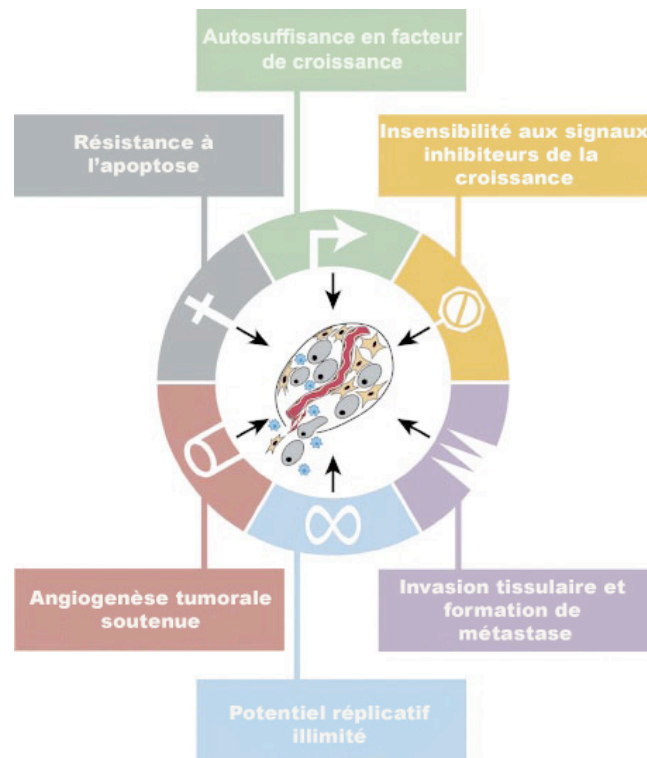 Autosuffisance en facteur
de croissance
Résistance à
l'apoptose
Insensibilité aux signaux
inhibiteurs de la
croissance
Angiogenèse tumorale
soutenue
Invasion tissulaire et
formation de
métastase
Potentiel réplicatif
illimité